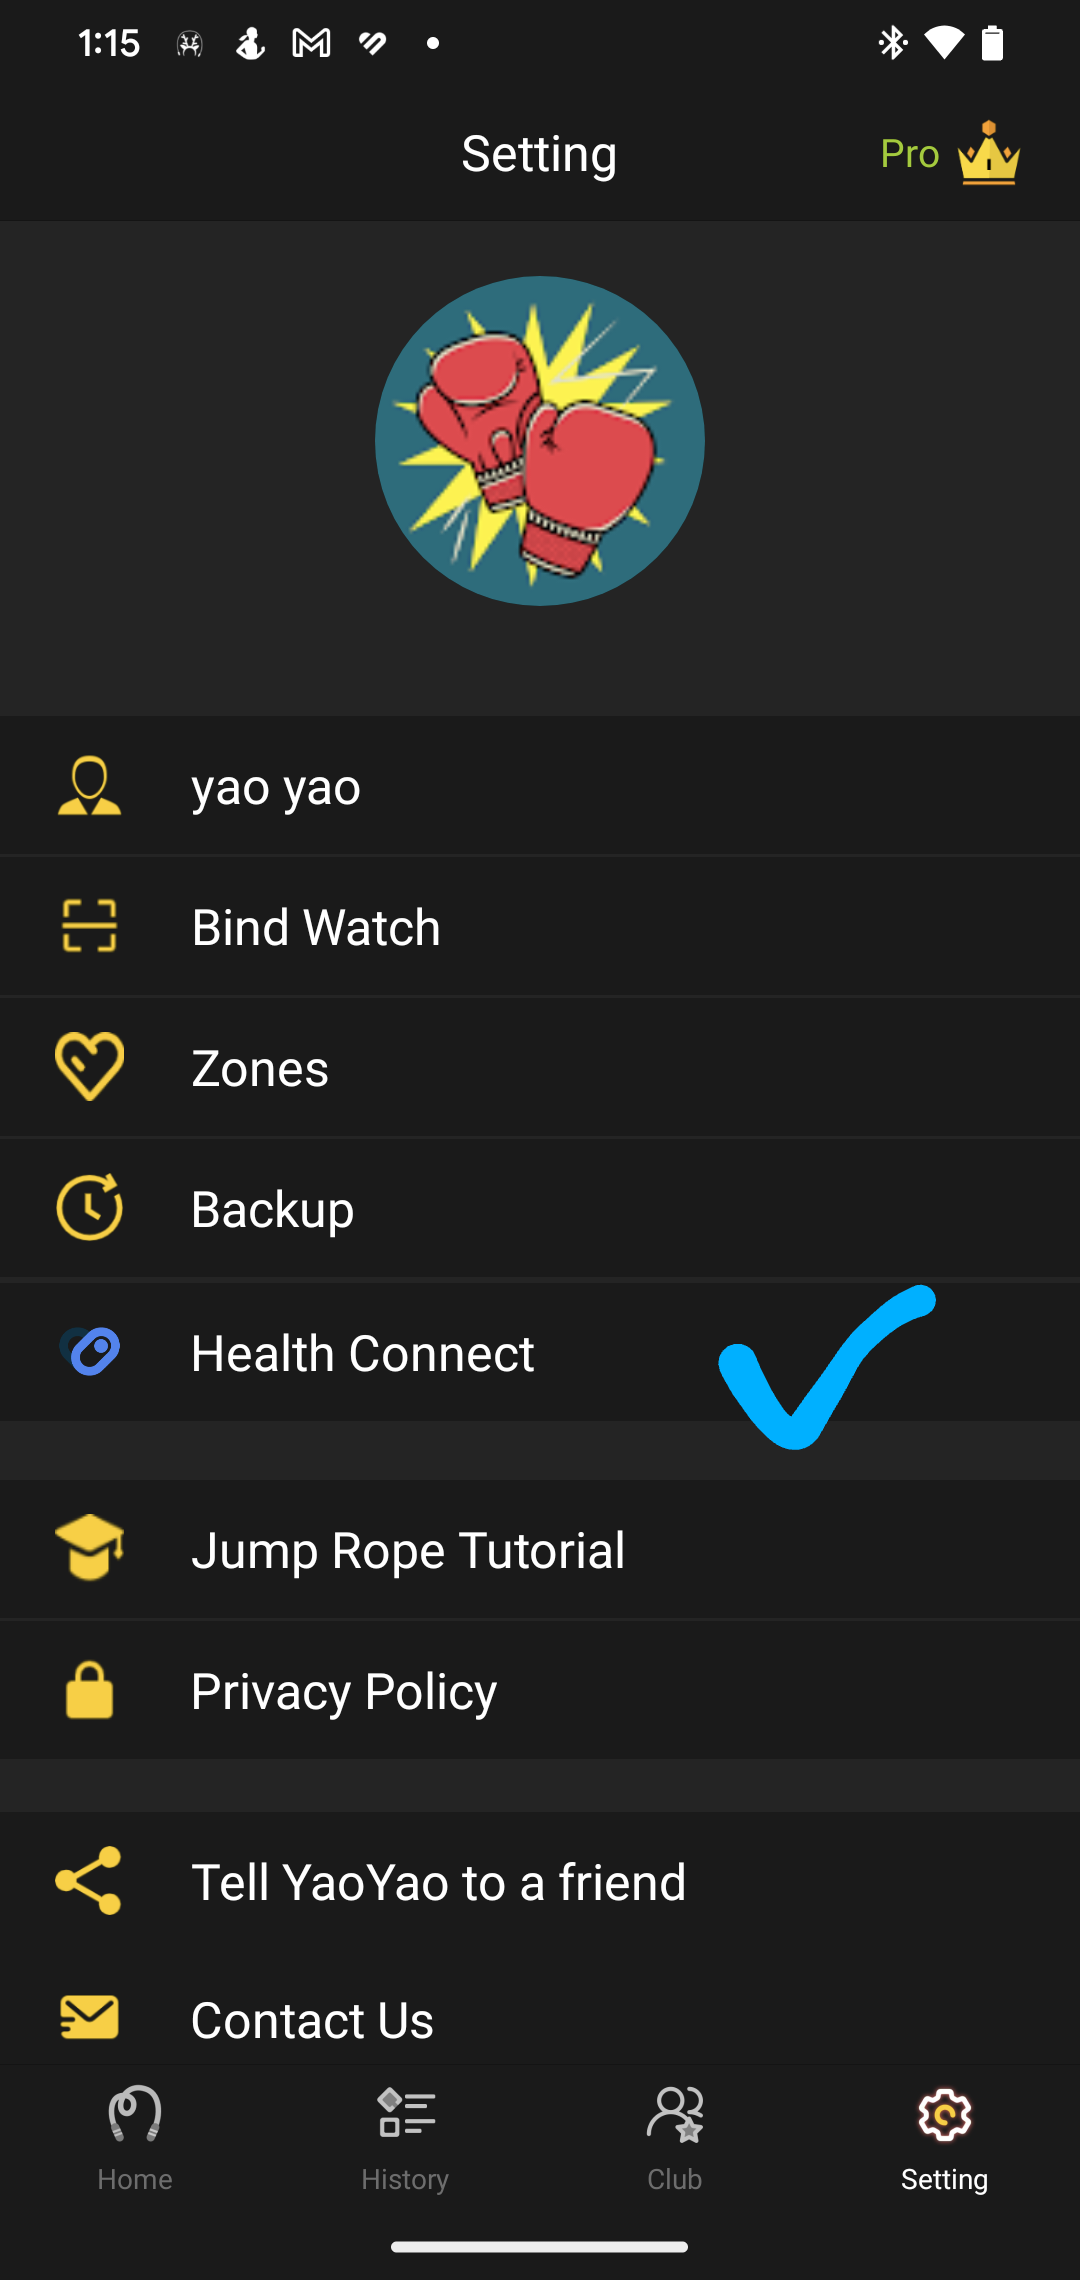 1:15
Setting
Pro
yao yao
Bind Watch
Zones
Backup
Health Connect
Jump Rope Tutorial
Privacy Policy
Tell YaoYao to a friend
Contact Us
Home
History
Club
Setting